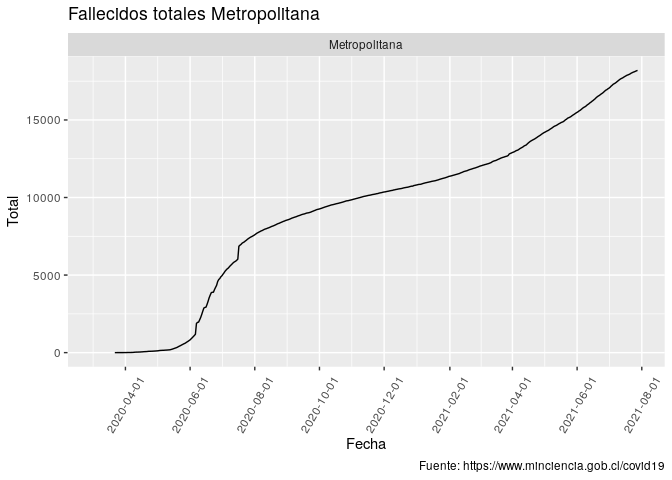 Fallecidos totales Metropolitana
Metropolitana
15000
10000
5000
0
Total
2020-04-01
2020-06-01
2020-08-01
2020-10-01
2020-12-01
2021-02-01
2021-04-01
2021-06-01
2021-08-01
Fecha
Fuente: https://www.minciencia.gob.cl/covid19